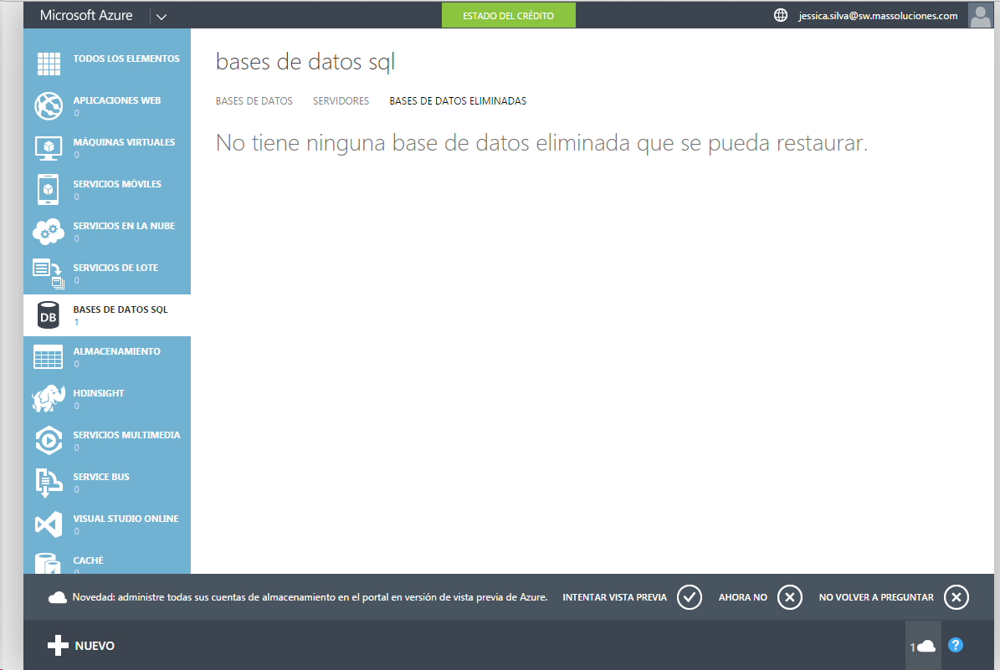 Microsoft Azure
ESTADO DEL CRÉDITO
jessica.silva@sw.massoluciones.com
TODOS LOS ELEMENTOS
APLICACIONES WEB
0
MÁQUINAS VIRTUALES
0
SERVICIOS MÓVILES
0
SERVICIOS EN LA NUBE
0
SERVICIOS DE LOTE
0
DB
BASES DE DATOS SQL
1
ALMACENAMIENTO
0
HDINSIGHT
0
SERVICIOS MULTIMEDIA
0
SERVICE BUS
0
VISUAL STUDIO ONLINE
0
CACHÉ
0
bases de datos sql
BASES DE DATOS SERVIDORES BASES DE DATOS ELIMINADAS
No tiene ninguna base de datos eliminada que se pueda restaurar.
Novedad: administre todas sus cuentas de almacenamiento en el portal en versión de vista previa de Azure. INTENTAR VISTA PREVIA AHORA NO NO VOLVER A PREGUNTAR
NUEVO
1
?